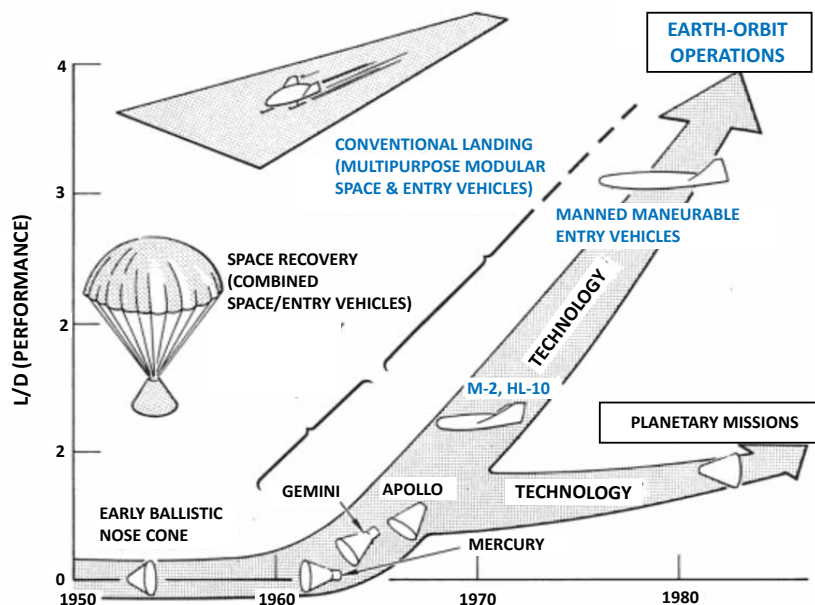 EARTH-ORBIT
OPERATIONS
4
CONVENTIONAL LANDING
(MULTIPURPOSE MODULAR
SPACE & ENTRY VEHICLES)
3
MANNED MANEURABLE
ENTRY VEHICLES
SPACE RECOVERY
(COMBINED
SPACE/ENTRY VEHICLES)
L/D (PERFORMANCE)
2
TECHNOLOGY
M-2, HL-10
PLANETARY MISSIONS
2
GEMINI
APOLLO
TECHNOLOGY
EARLY BALLISTIC
NOSE CONE
MERCURY
0
1950
1960
1970
1980